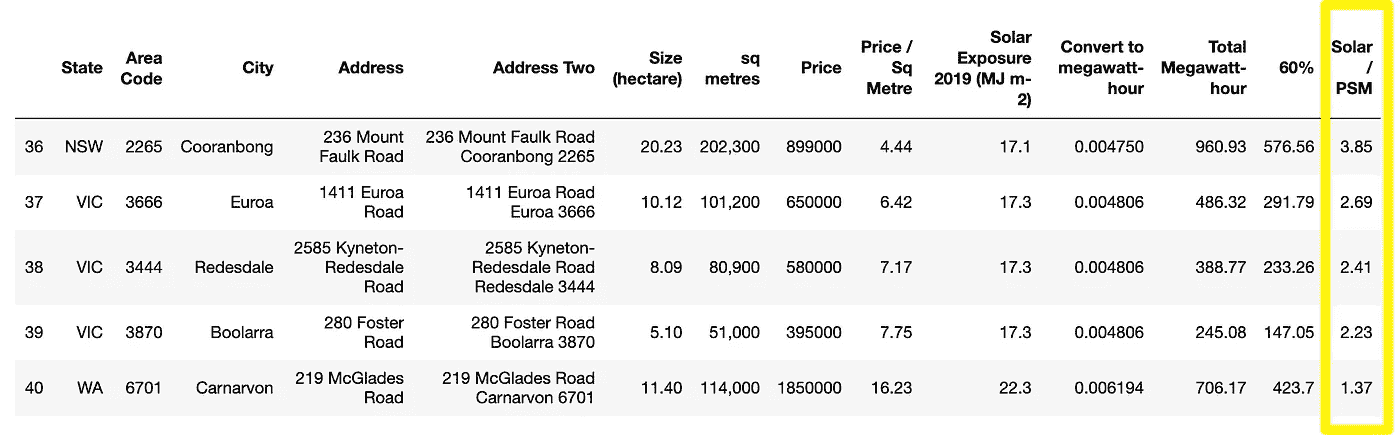 State Area Code City Address Address Two Size (hectare) sq metres Price Price / Sq Metre Solar Exposure 2019 (MJ m-2) Convert to megawatt-hour Total Megawatt-hour 60% Solar / PSM
36 NSW 2265 Cooranbong 236 Mount Faulk Road 236 Mount Faulk Road Cooranbong 2265 20.23 202,300 899000 4.44 17.1 0.004750 960.93 576.56 3.85
37 VIC 3666 Euroa 1411 Euroa Road 1411 Euroa Road Euroa 3666 10.12 101,200 650000 6.42 17.3 0.004806 486.32 291.79 2.69
38 VIC 3444 Redesdale 2585 Kyneton-Redesdale Road 2585 Kyneton-Redesdale Road Redesdale 3444 8.09 80,900 580000 7.17 17.3 0.004806 388.77 233.26 2.41
39 VIC 3870 Boolarra 280 Foster Road 280 Foster Road Boolarra 3870 5.10 51,000 395000 7.75 17.3 0.004806 245.08 147.05 2.23
40 WA 6701 Carnarvon 219 McGlades Road 219 McGlades Road Carnarvon 6701 11.40 114,000 1850000 16.23 22.3 0.006194 706.17 423.7 1.37